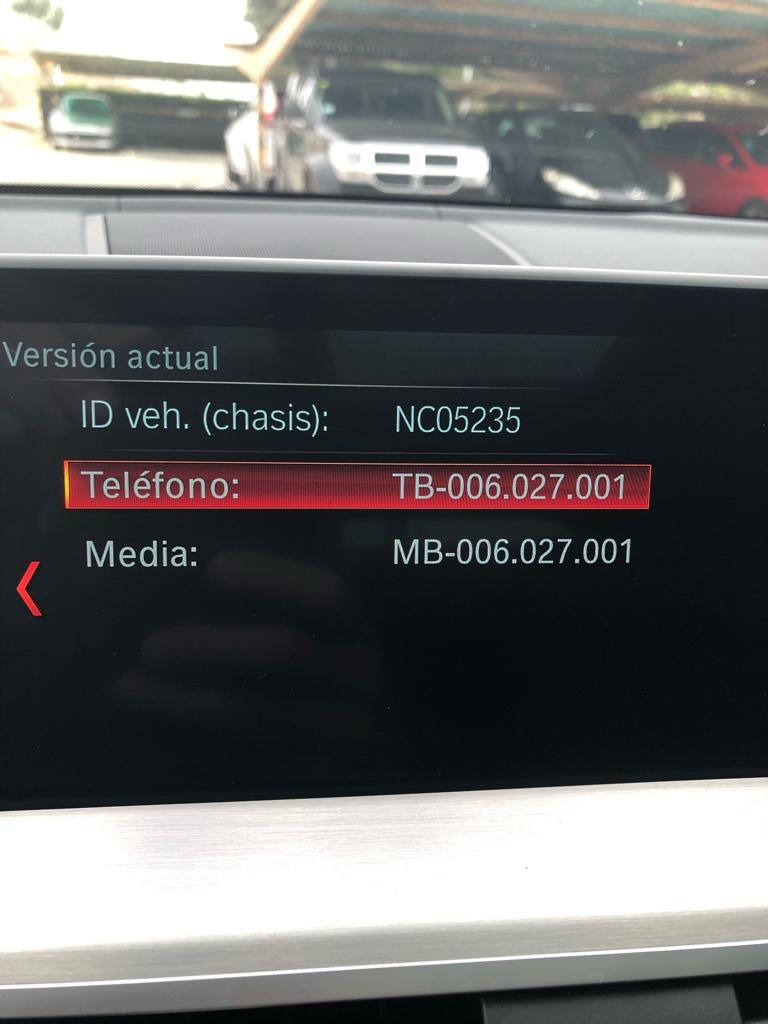 Versión actual
ID veh. (chasis): NC05235
Teléfono: TB-006.027.001
Media: MB-006.027.001